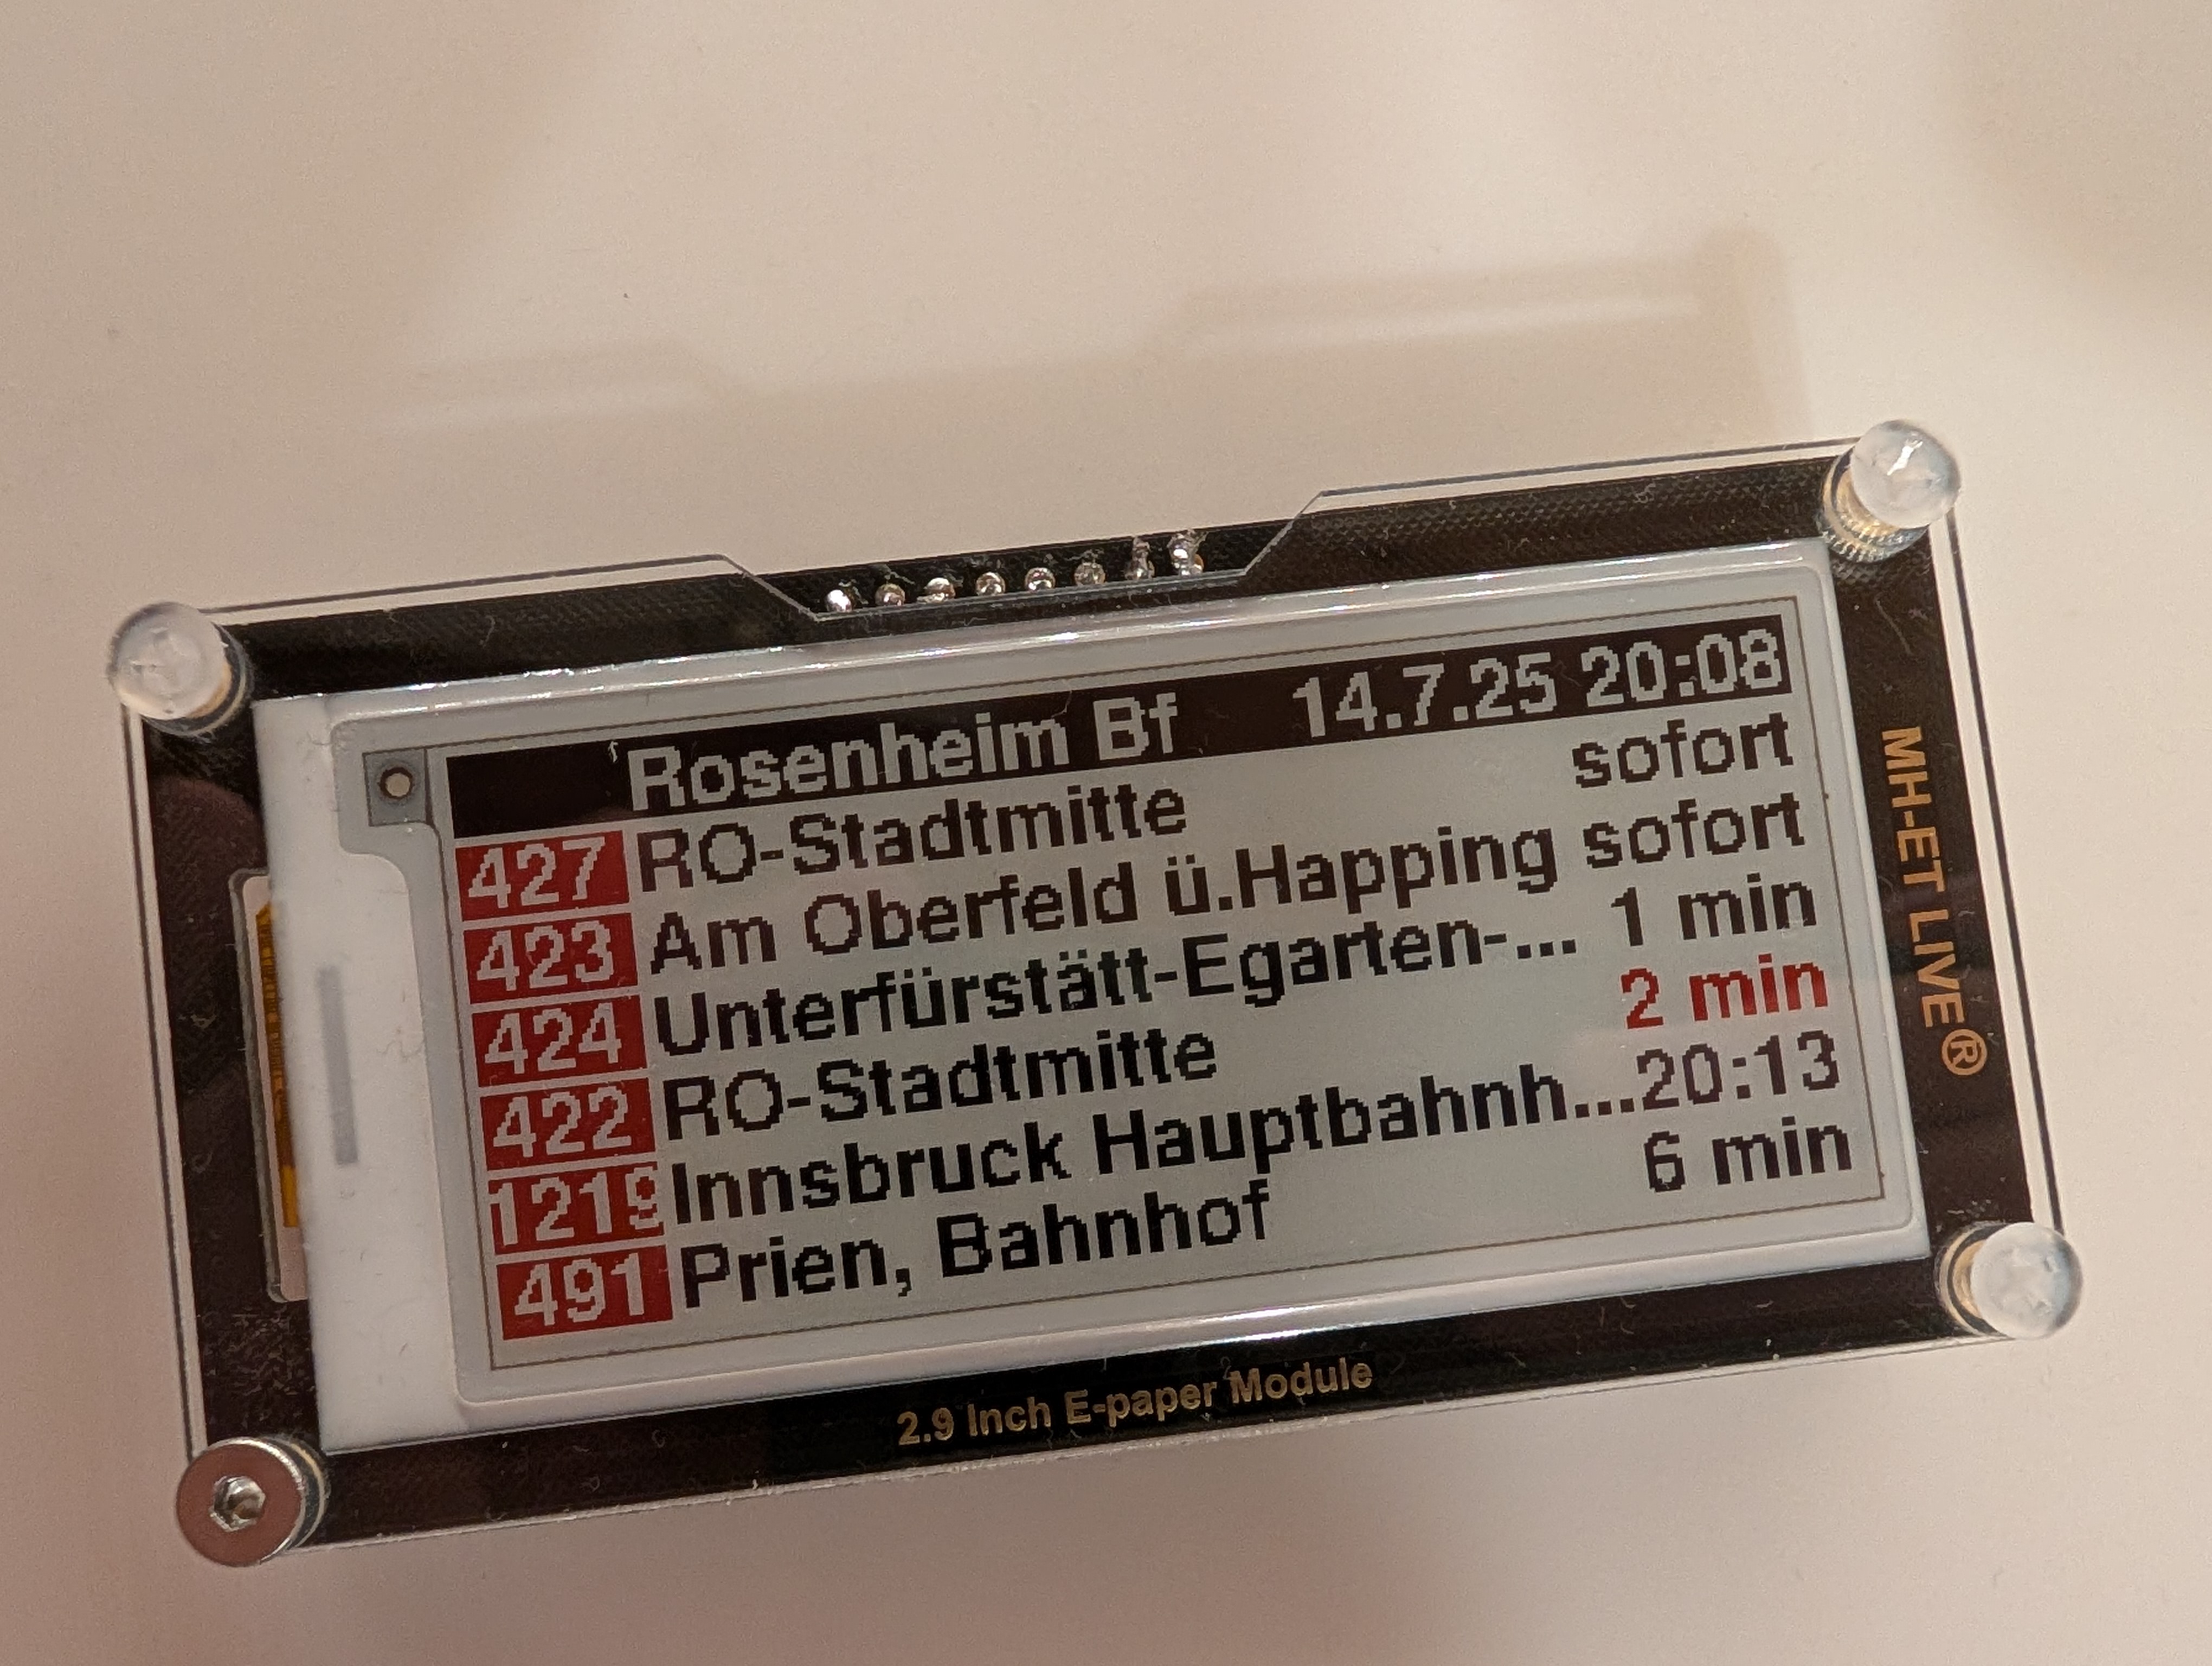 Rosenheim Bf 14.7.25 20:08
427 RO-Stadtmitte sofort
423 Am Oberfeld ü.Happing sofort
424 Unterfürstätt-Egarten-... 1 min
422 RO-Stadtmitte 2 min
1219 Innsbruck Hauptbahnh...20:13
491 Prien, Bahnhof 6 min
MH-ET LIVE®
2.9 Inch E-paper Module